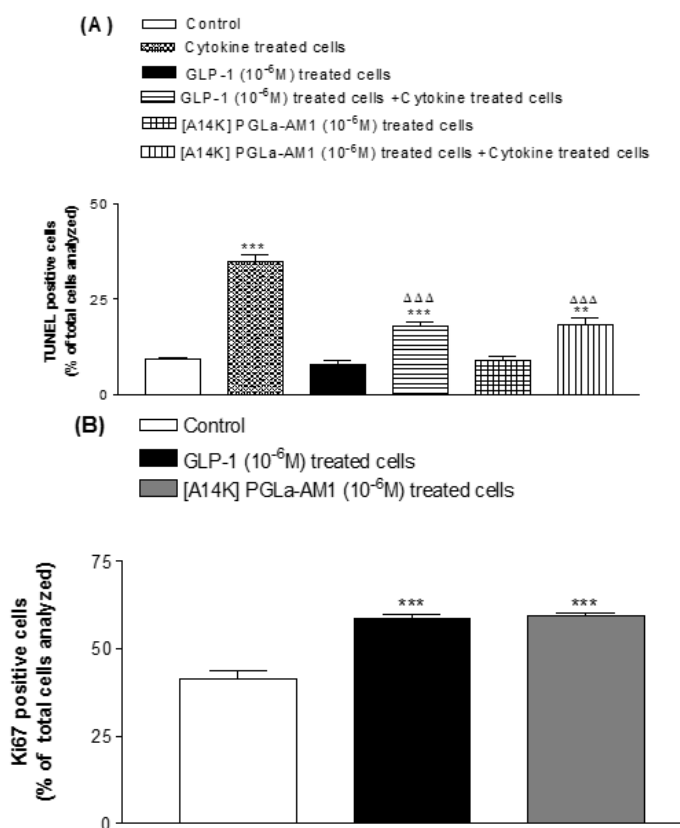 (A)
Control
Cytokine treated cells
GLP-1 (10⁻⁶M) treated cells
GLP-1 (10⁻⁶M) treated cells +Cytokine treated cells
[A14K] PGLa-AM1 (10⁻⁶M) treated cells
[A14K] PGLa-AM1 (10⁻⁶M) treated cells +Cytokine treated cells
TUNEL positive cells
(% of total cells analyzed)
50
25
0
***
ΔΔΔ
***
ΔΔΔ
**
(B)
Control
GLP-1 (10⁻⁶M) treated cells
[A14K] PGLa-AM1 (10⁻⁶M) treated cells
Ki67 positive cells
(% of total cells analyzed)
75
50
25
0
***
***